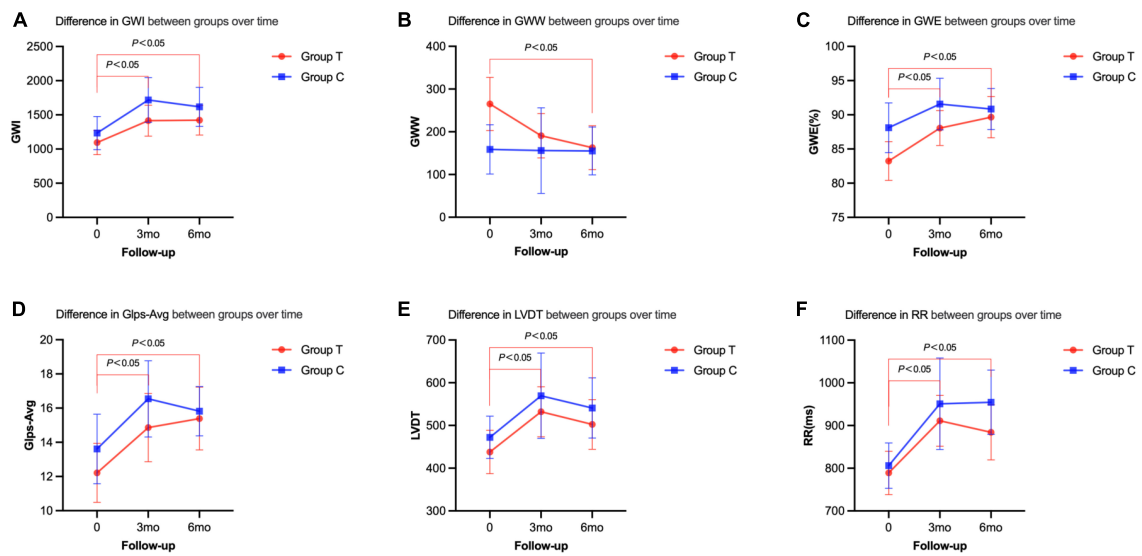 A Difference in GWI between groups over time
2500
2000
1500
1000
500
0
GWI
P<0.05
P<0.05
0 3mo 6mo
Follow-up
Group T
Group C
B Difference in GWW between groups over time
400
300
200
100
0
GWW
P<0.05
0 3mo 6mo
Follow-up
Group T
Group C
C Difference in GWE between groups over time
100
95
90
85
80
75
GWE(%)
P<0.05
P<0.05
0 3mo 6mo
Follow-up
Group T
Group C
D Difference in Glps-Avg between groups over time
20
18
16
14
12
10
Glps-Avg
P<0.05
P<0.05
0 3mo 6mo
Follow-up
Group T
Group C
E Difference in LVDT between groups over time
700
600
500
400
300
LVDT
P<0.05
P<0.05
0 3mo 6mo
Follow-up
Group T
Group C
F Difference in RR between groups over time
1100
1000
900
800
700
RR(ms)
P<0.05
P<0.05
0 3mo 6mo
Follow-up
Group T
Group C